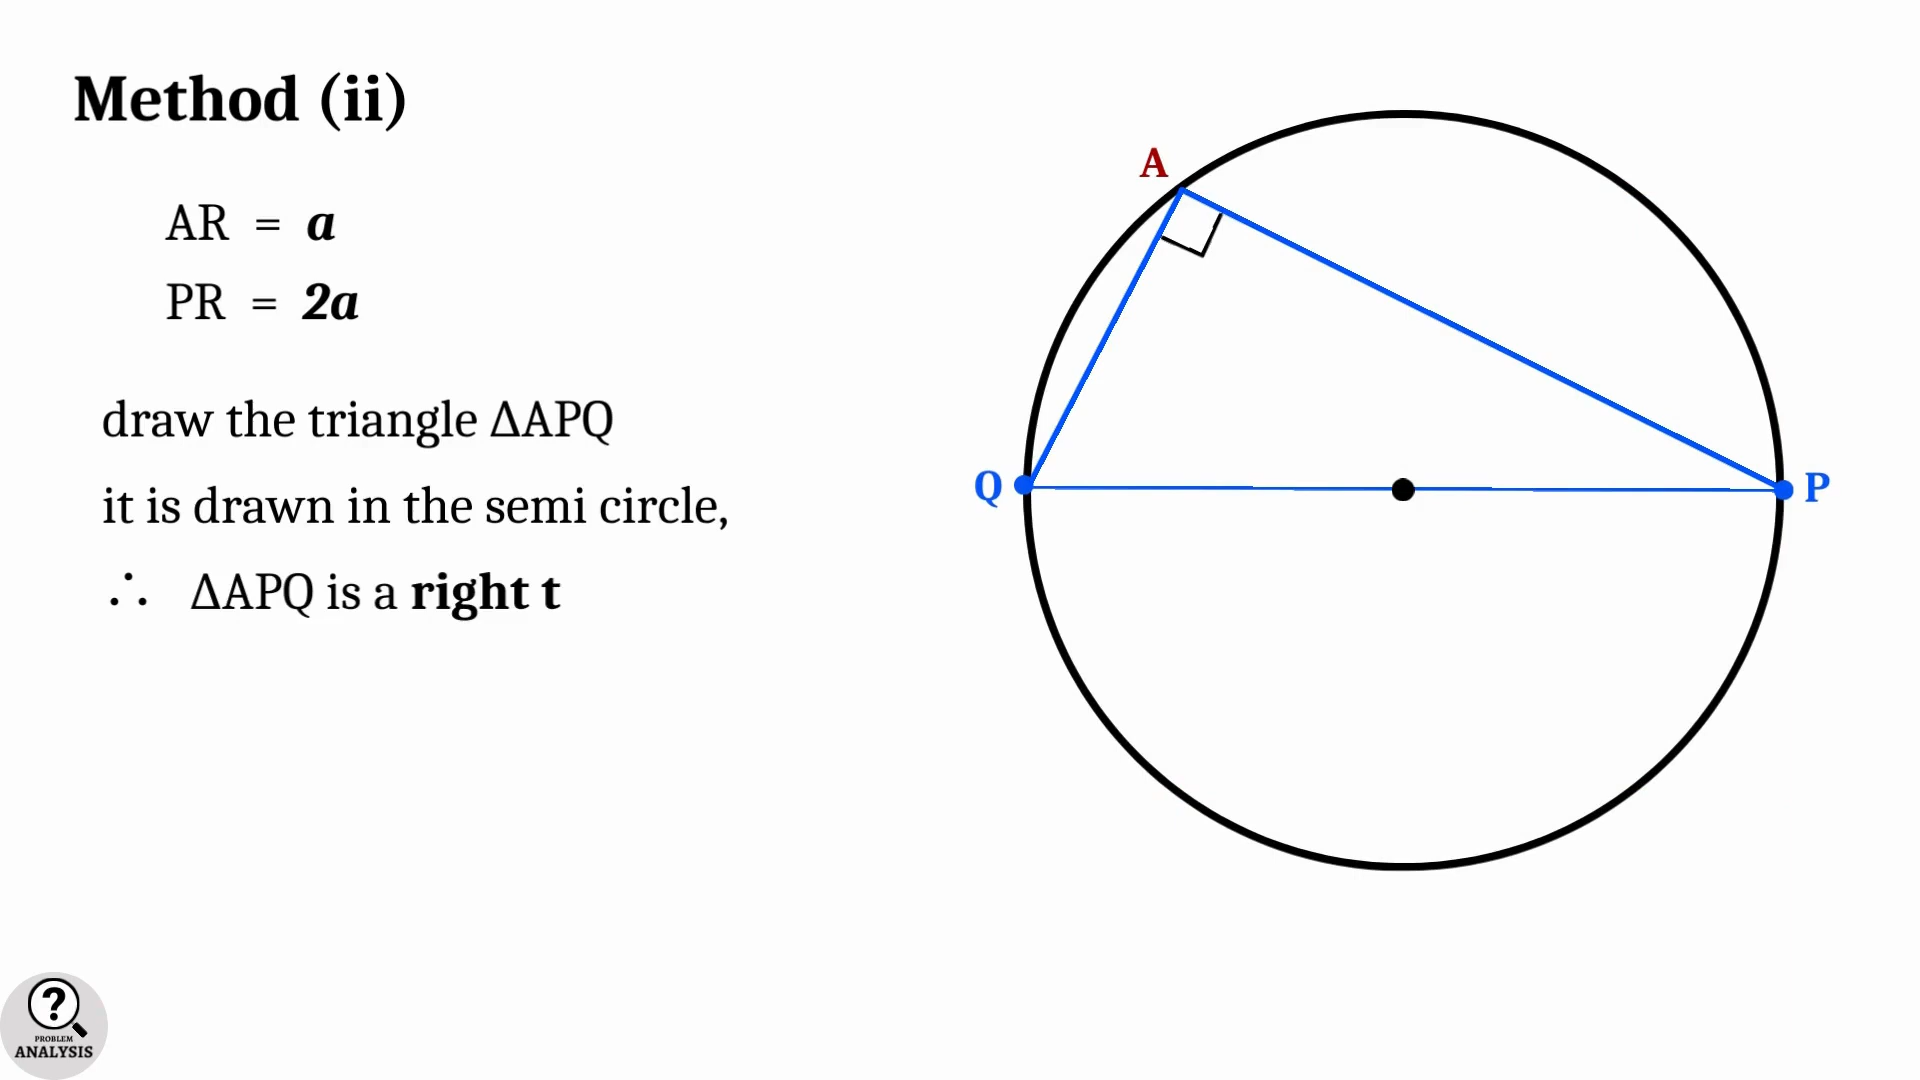 Method (ii)
AR = a
PR = 2a
draw the triangle ΔAPQ
it is drawn in the semi circle,
∴ ΔAPQ is a right t
A
Q
P
?
PROBLEM
ANALYSIS